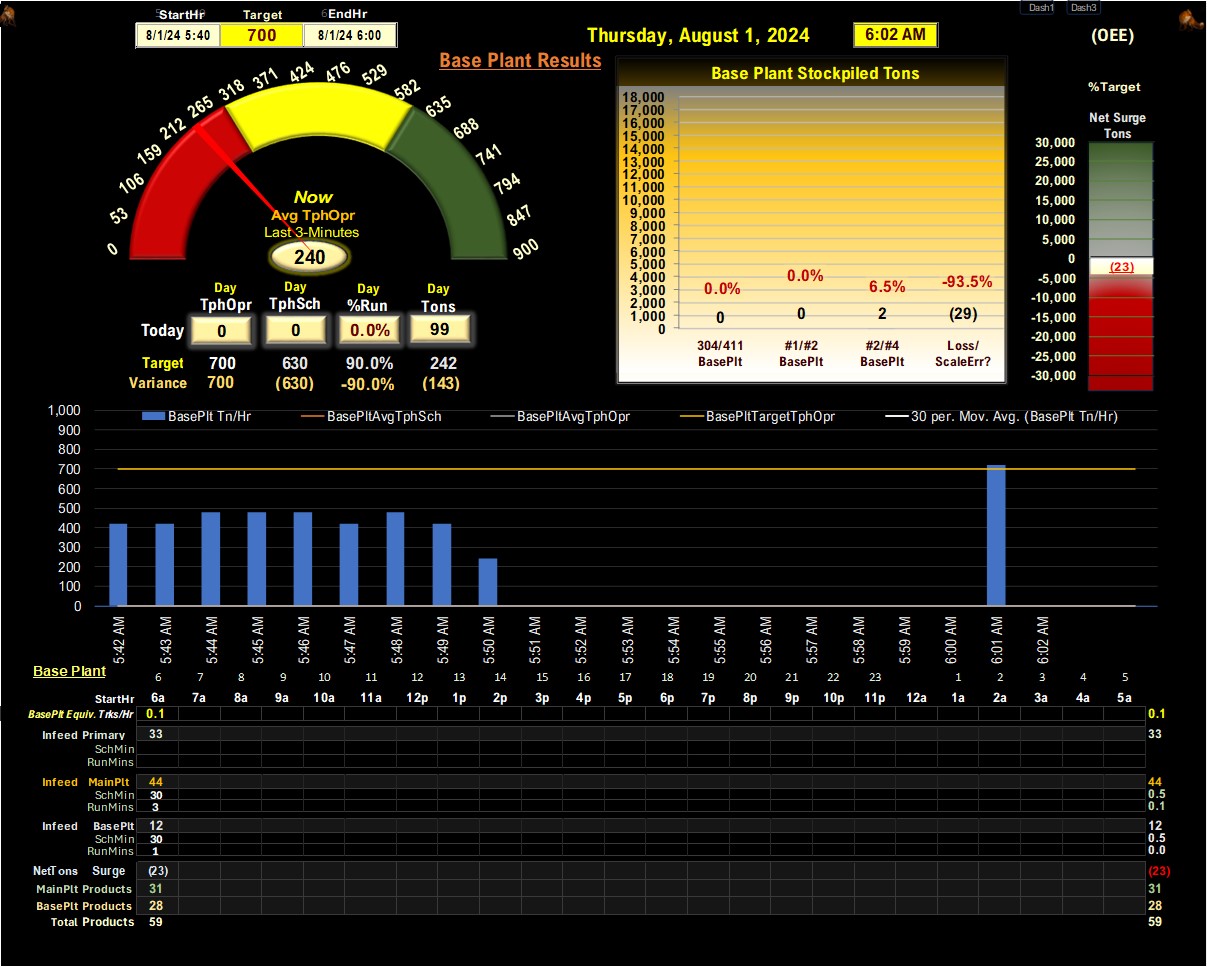 Dash1 Dash3
StartHr Target EndHr
8/1/24 5:40 700 8/1/24 6:00
Thursday, August 1, 2024 6:02 AM (OEE)
Base Plant Results
0 53 106 159 212 265 318 371 424 476 529 582 635 688 741 794 847 900
Now
Avg TphOpr
Last 3-Minutes
240
Day Day Day Day
TphOpr TphSch %Run Tons
Today 0 0 0.0% 99
Target 700 630 90.0% 242
Variance 700 (630) -90.0% (143)
Base Plant Stockpiled Tons
18,000
17,000
16,000
15,000
14,000
13,000
12,000
11,000
10,000
9,000
8,000
7,000
6,000
5,000
4,000
3,000
2,000
1,000
0
0.0% 0.0% 6.5% -93.5%
0 0 2 (29)
304/411 #1/#2 #2/#4 Loss/
BasePlt BasePlt BasePlt ScaleErr?
%Target
Net Surge
Tons
30,000
25,000
20,000
15,000
10,000
5,000
0
-5,000
-10,000
-15,000
-20,000
-25,000
-30,000
(23)
BasePlt Tn/Hr BasePltAvgTphSch BasePltAvgTphOpr BasePltTargetTphOpr 30 per. Mov. Avg. (BasePlt Tn/Hr)
1,000
900
800
700
600
500
400
300
200
100
0
5:42 AM 5:43 AM 5:44 AM 5:45 AM 5:46 AM 5:47 AM 5:48 AM 5:49 AM 5:50 AM 5:51 AM 5:52 AM 5:53 AM 5:54 AM 5:55 AM 5:56 AM 5:57 AM 5:58 AM 5:59 AM 6:00 AM 6:01 AM 6:02 AM
Base Plant
6 7 8 9 10 11 12 13 14 15 16 17 18 19 20 21 22 23 1 2 3 4 5
StartHr 6a 7a 8a 9a 10a 11a 12p 1p 2p 3p 4p 5p 6p 7p 8p 9p 10p 11p 12a 1a 2a 3a 4a 5a
BasePlt Equiv. Trks/Hr 0.1 0.1
Infeed Primary 33 33
SchMin
RunMins
Infeed MainPlt 44 44
SchMin 30 0.5
RunMins 3 0.1
Infeed BasePlt 12 12
SchMin 30 0.5
RunMins 1 0.0
NetTons Surge (23) (23)
MainPlt Products 31 31
BasePlt Products 28 28
Total Products 59 59